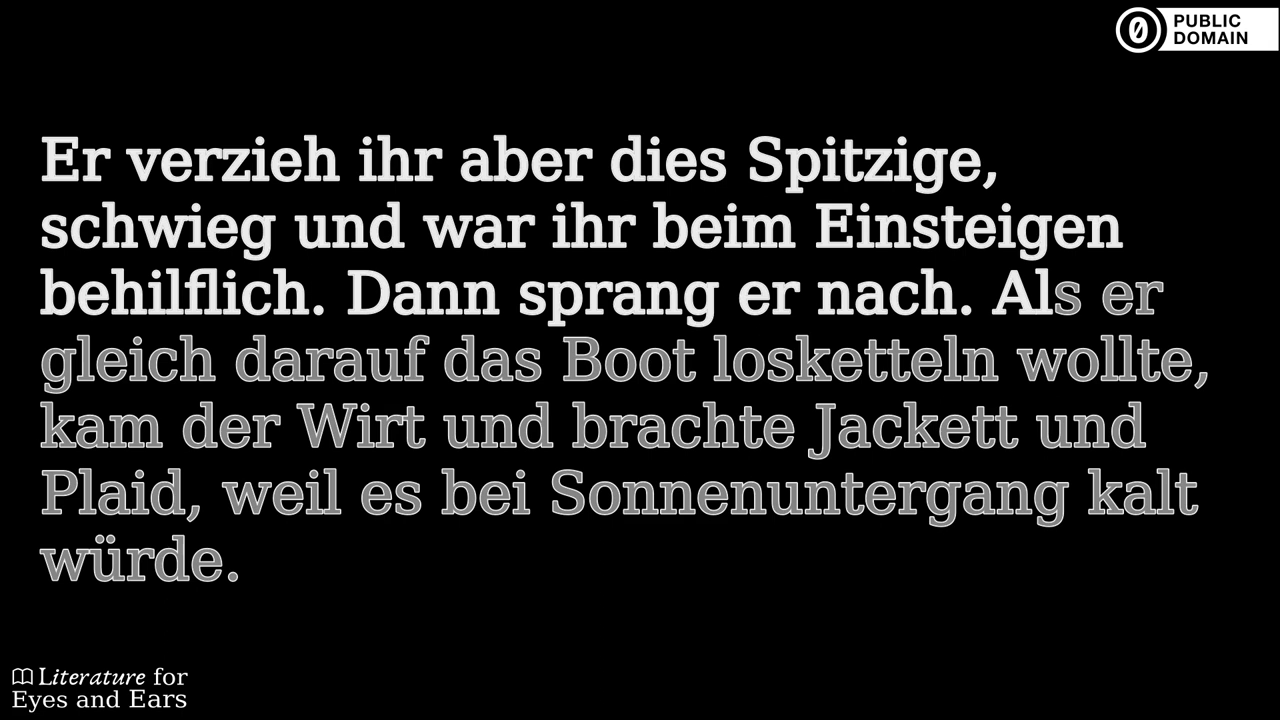 PUBLIC
DOMAIN
Er verzieh ihr aber dies Spitzige,
schwieg und war ihr beim Einsteigen
behilflich. Dann sprang er nach. Als er
gleich darauf das Boot losketteln wollte,
kam der Wirt und brachte Jackett und
Plaid, weil es bei Sonnenuntergang kalt
würde.
Literature for
Eyes and Ears